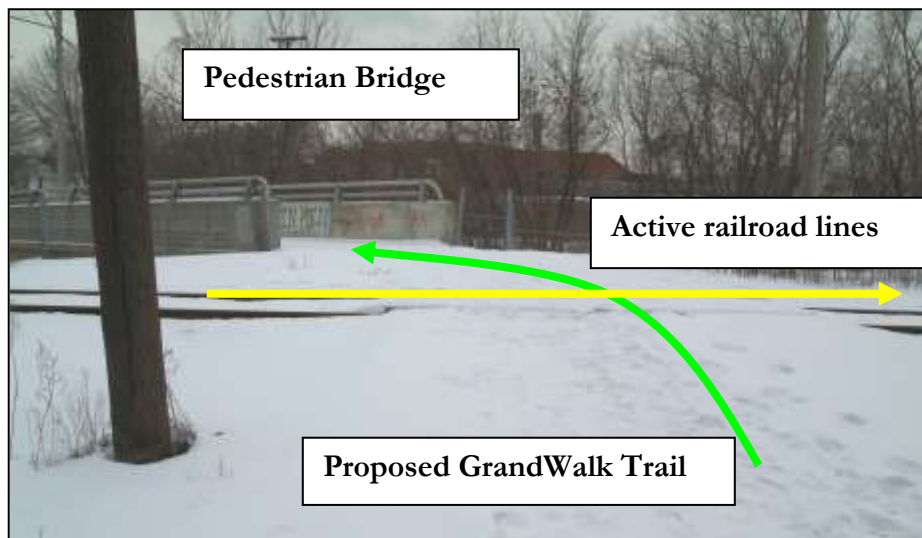 Pedestrian Bridge
Active railroad lines
Proposed GrandWalk Trail